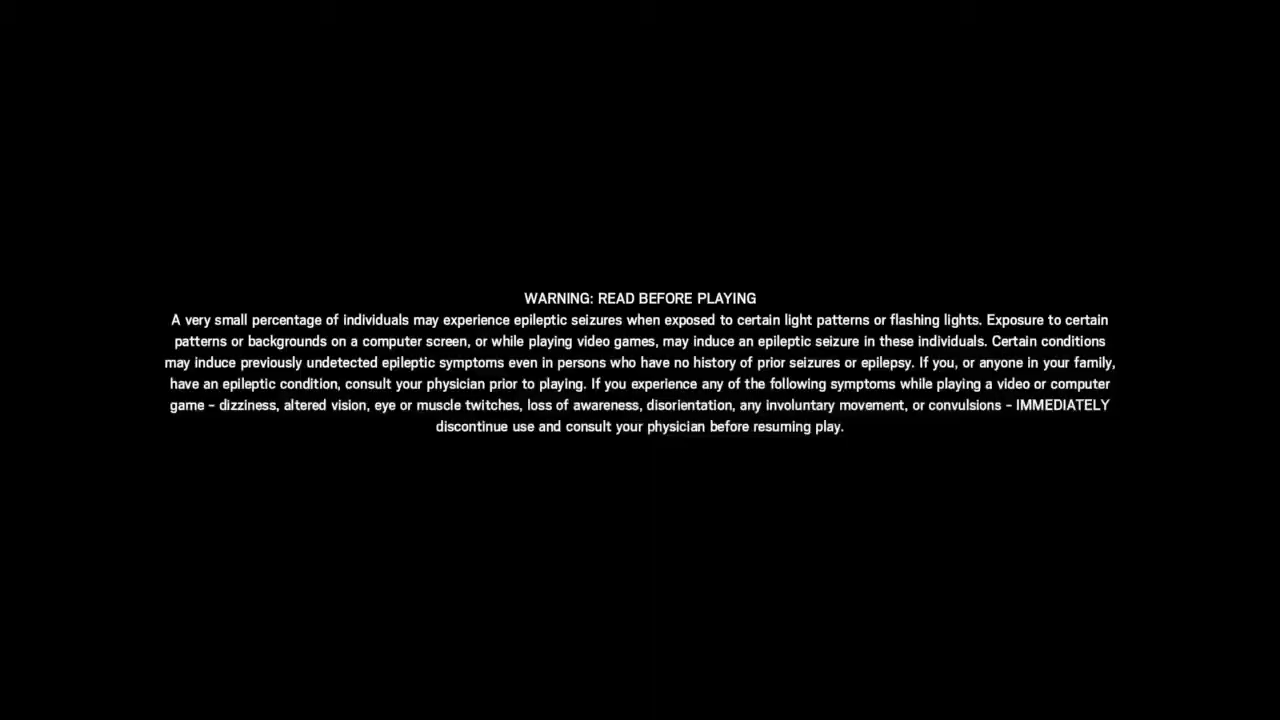 WARNING: READ BEFORE PLAYING
A very small percentage of individuals may experience epileptic seizures when exposed to certain light patterns or flashing lights. Exposure to certain
patterns or backgrounds on a computer screen, or while playing video games, may induce an epileptic seizure in these individuals. Certain conditions
may induce previously undetected epileptic symptoms even in persons who have no history of prior seizures or epilepsy. If you, or anyone in your family,
have an epileptic condition, consult your physician prior to playing. If you experience any of the following symptoms while playing a video or computer
game - dizziness, altered vision, eye or muscle twitches, loss of awareness, disorientation, any involuntary movement, or convulsions - IMMEDIATELY
discontinue use and consult your physician before resuming play.